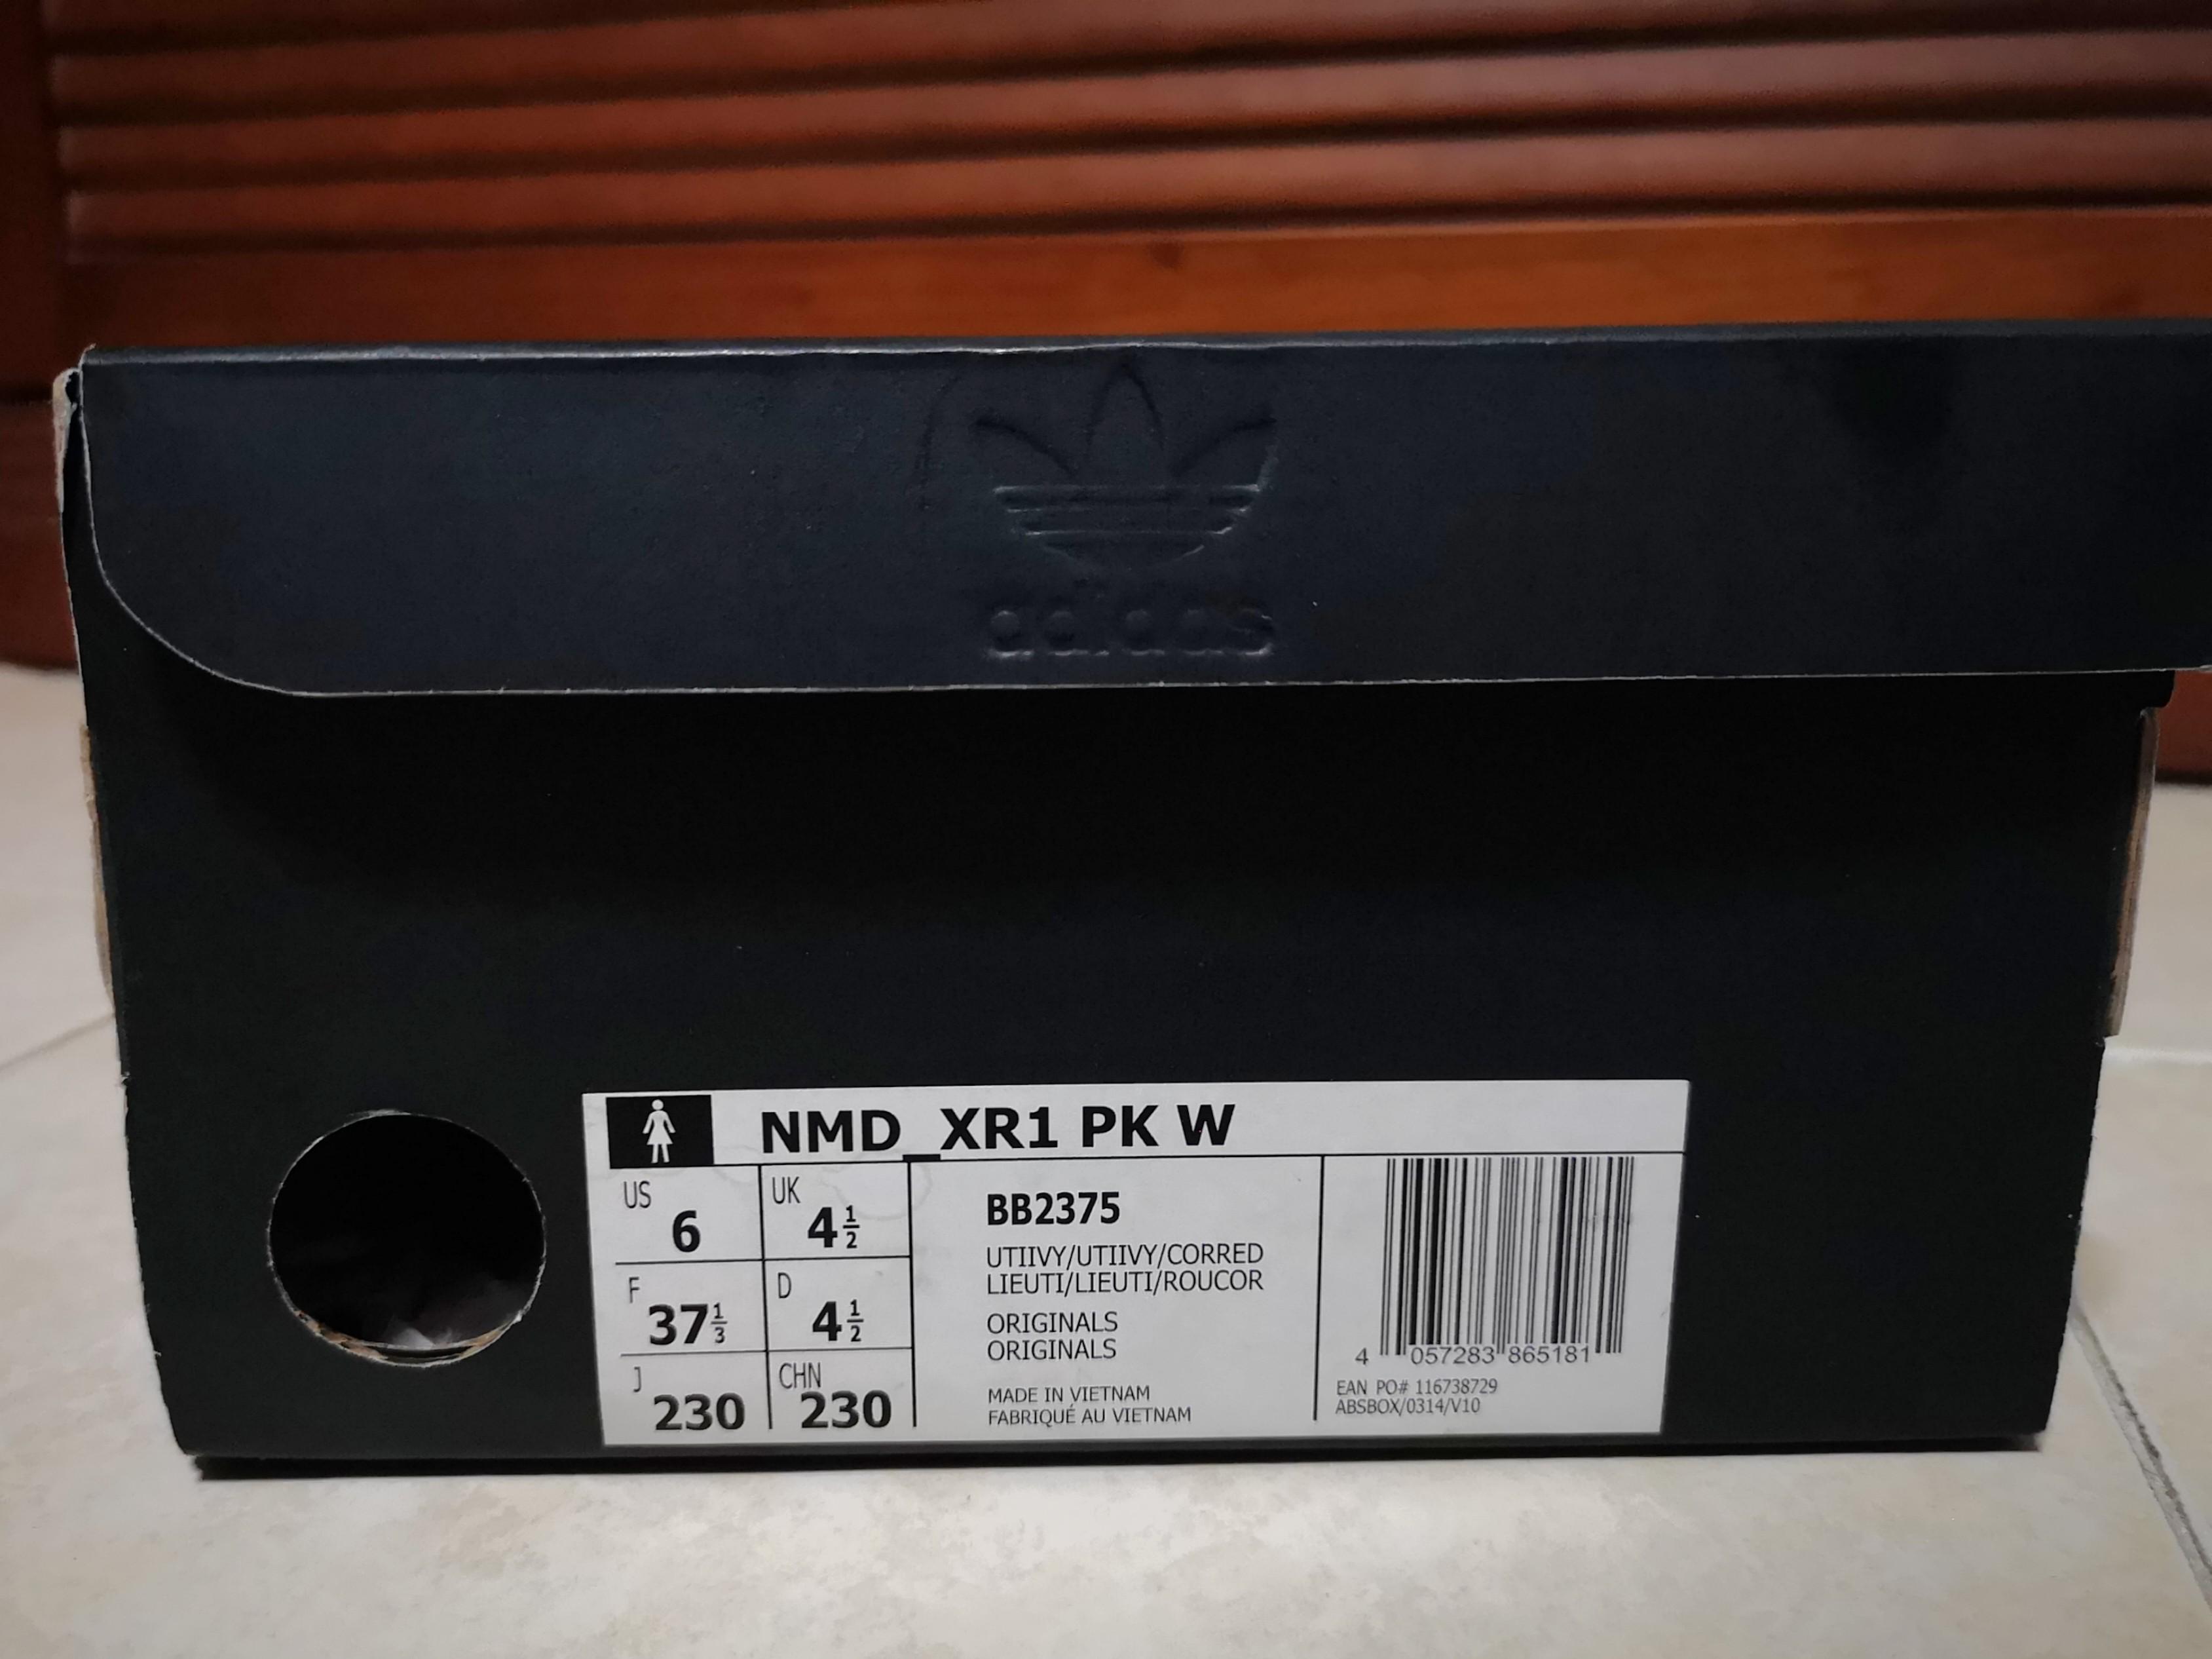 adidas
NMD_XR1 PK W
US
6
UK
4 1/2
F
37 1/3
D
4 1/2
J
230
CHN
230
BB2375
UTIIVY/UTIIVY/CORRED
LIEUTI/LIEUTI/ROUCOR
ORIGINALS
ORIGINALS
MADE IN VIETNAM
FABRIQUÉ AU VIETNAM
4 057283 865181
EAN PO# 116738729
ABSBOX/0314/V10